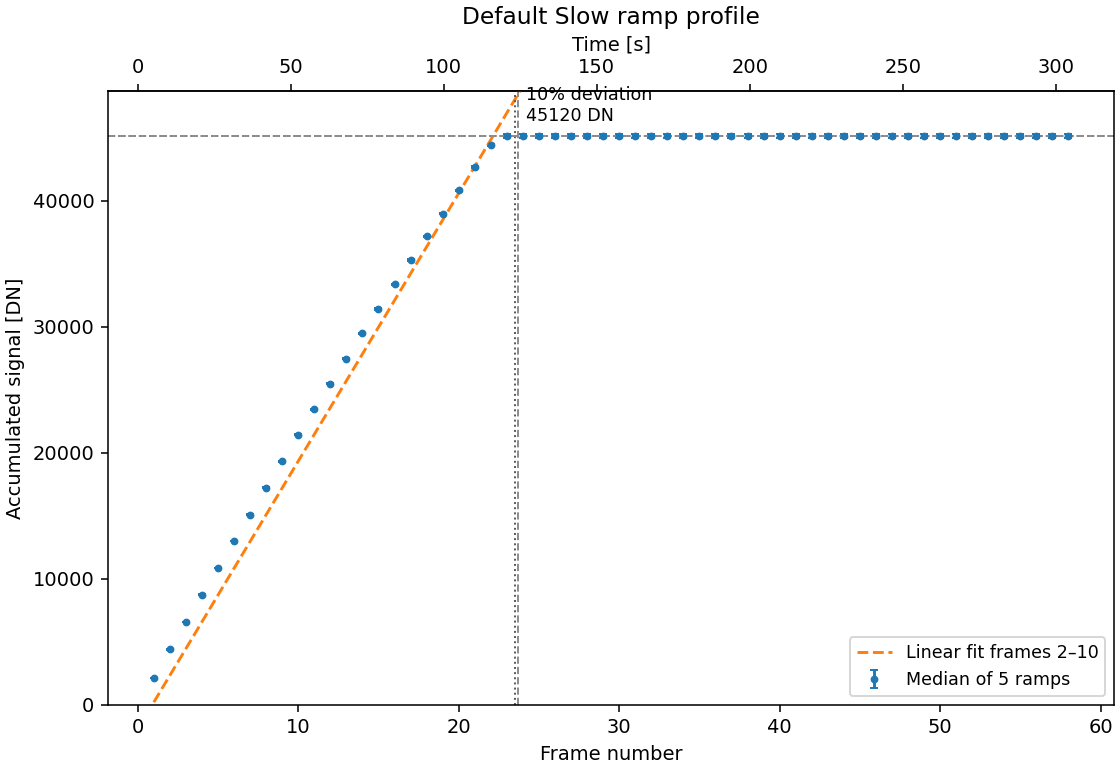 Default Slow ramp profile
Time [s]
0 50 100 150 200 250 300
10% deviation
45120 DN
Accumulated signal [DN]
40000
30000
20000
10000
0
Linear fit frames 2–10
Median of 5 ramps
0 10 20 30 40 50 60
Frame number